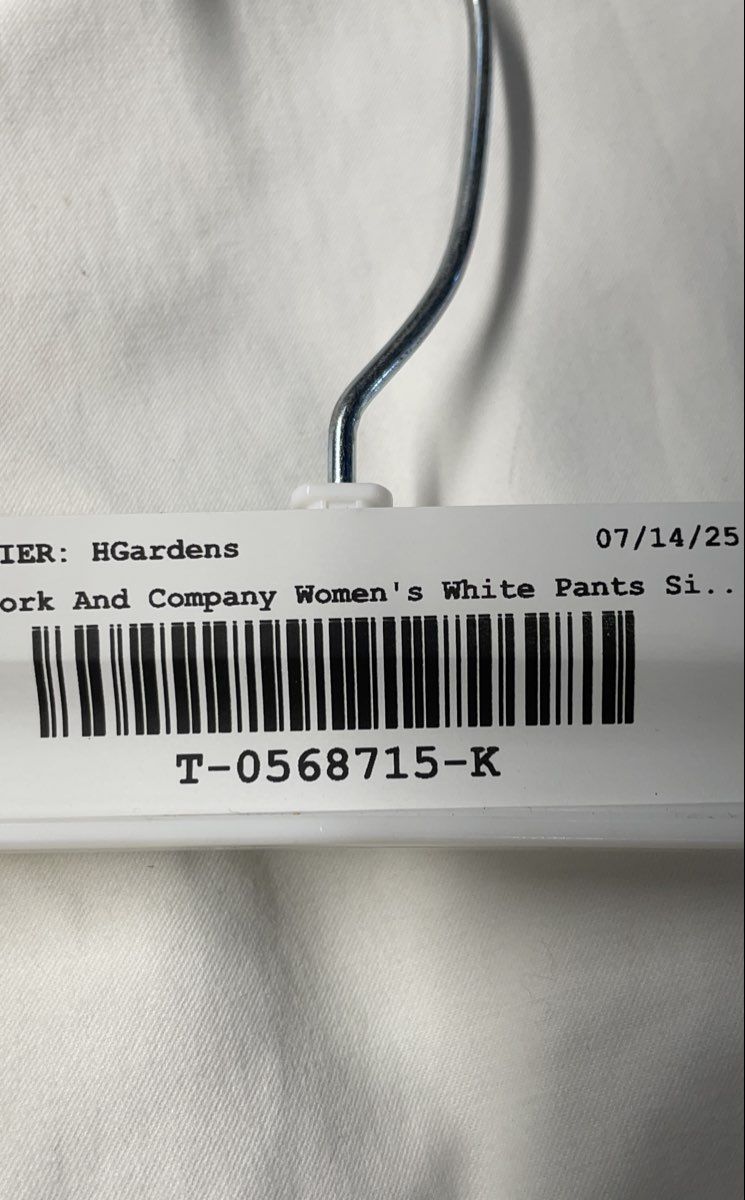 IER: HGardens 07/14/25
ork And Company Women's White Pants Si..
T-0568715-K